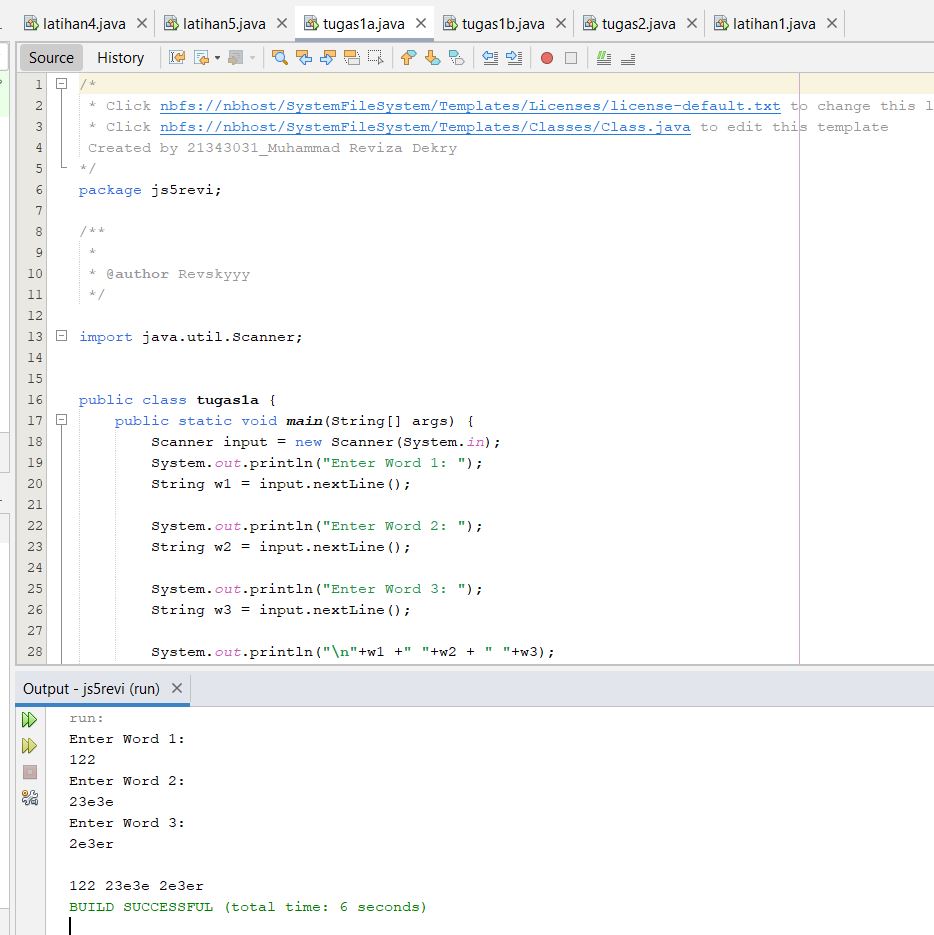 latihan4.java latihan5.java tugas1a.java tugas1b.java tugas2.java latihan1.java
Source History
1 /*
2 * Click nbfs://nbhost/SystemFileSystem/Templates/Licenses/license-default.txt to change this l
3 * Click nbfs://nbhost/SystemFileSystem/Templates/Classes/Class.java to edit this template
4 Created by 21343031_Muhammad Reviza Dekry
5 */
6 package js5revi;
7
8 /**
9 *
10 * @author Revskyyy
11 */
12
13 import java.util.Scanner;
14
15
16 public class tugas1a {
17 public static void main(String[] args) {
18 Scanner input = new Scanner(System.in);
19 System.out.println("Enter Word 1: ");
20 String w1 = input.nextLine();
21
22 System.out.println("Enter Word 2: ");
23 String w2 = input.nextLine();
24
25 System.out.println("Enter Word 3: ");
26 String w3 = input.nextLine();
27
28 System.out.println("\n"+w1 +" "+w2 + " "+w3);
Output - js5revi (run)
run:
Enter Word 1:
122
Enter Word 2:
23e3e
Enter Word 3:
2e3er
122 23e3e 2e3er
BUILD SUCCESSFUL (total time: 6 seconds)